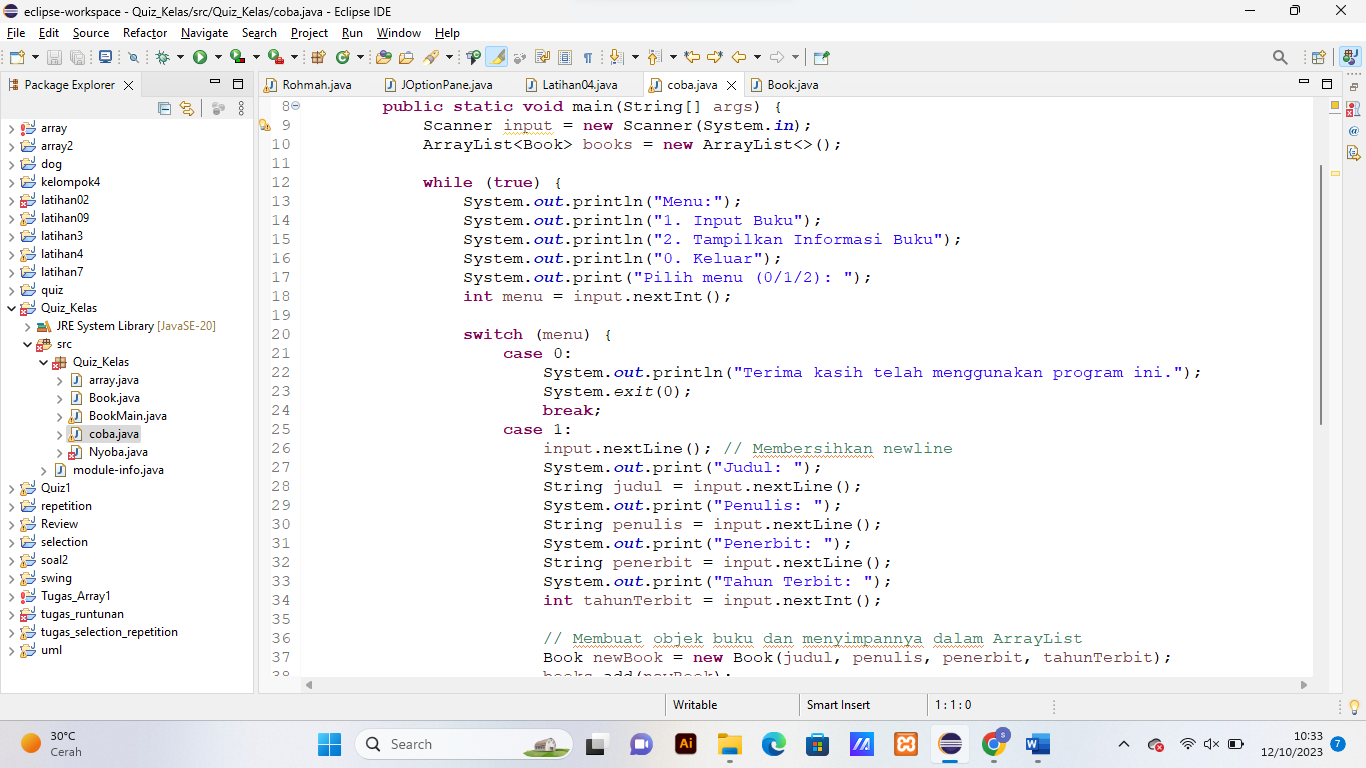 eclipse-workspace - Quiz_Kelas/src/Quiz_Kelas/coba.java - Eclipse IDE
File Edit Source Refactor Navigate Search Project Run Window Help
Package Explorer
Rohmah.java JOptionPane.java Latihan04.java coba.java Book.java
array
array2
dog
kelompok4
latihan02
latihan09
latihan3
latihan4
latihan7
quiz
Quiz_Kelas
JRE System Library [JavaSE-20]
src
Quiz_Kelas
array.java
Book.java
BookMain.java
coba.java
Nyoba.java
module-info.java
Quiz1
repetition
Review
selection
soal2
swing
Tugas_Array1
tugas_runtunan
tugas_selection_repetition
uml
8 public static void main(String[] args) {
9 Scanner input = new Scanner(System.in);
10 ArrayList<Book> books = new ArrayList<>();
11
12 while (true) {
13 System.out.println("Menu:");
14 System.out.println("1. Input Buku");
15 System.out.println("2. Tampilkan Informasi Buku");
16 System.out.println("0. Keluar");
17 System.out.print("Pilih menu (0/1/2): ");
18 int menu = input.nextInt();
19
20 switch (menu) {
21 case 0:
22 System.out.println("Terima kasih telah menggunakan program ini.");
23 System.exit(0);
24 break;
25 case 1:
26 input.nextLine(); // Membersihkan newline
27 System.out.print("Judul: ");
28 String judul = input.nextLine();
29 System.out.print("Penulis: ");
30 String penulis = input.nextLine();
31 System.out.print("Penerbit: ");
32 String penerbit = input.nextLine();
33 System.out.print("Tahun Terbit: ");
34 int tahunTerbit = input.nextInt();
35
36 // Membuat objek buku dan menyimpannya dalam ArrayList
37 Book newBook = new Book(judul, penulis, penerbit, tahunTerbit);
38 books.add(newBook);
Writable Smart Insert 1 : 1 : 0
30°C
Cerah
Search
10:33
12/10/2023
7